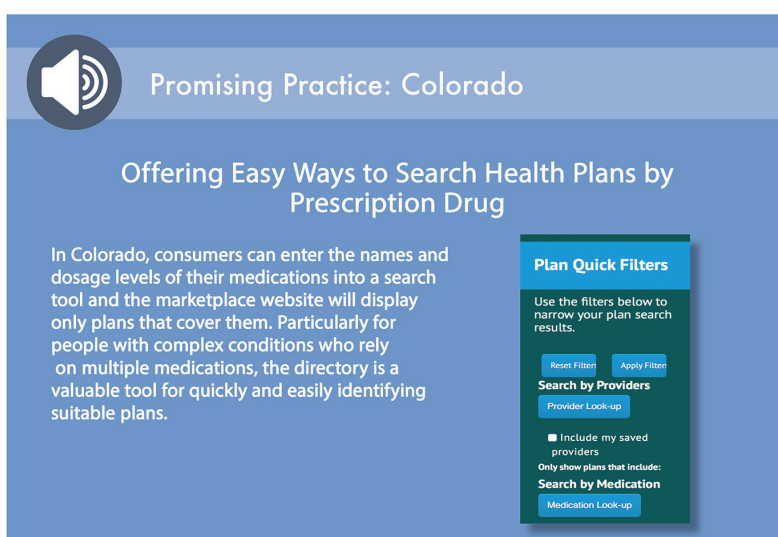 Promising Practice: Colorado
Offering Easy Ways to Search Health Plans by
Prescription Drug
In Colorado, consumers can enter the names and
dosage levels of their medications into a search
tool and the marketplace website will display
only plans that cover them. Particularly for
people with complex conditions who rely
on multiple medications, the directory is a
valuable tool for quickly and easily identifying
suitable plans.
Plan Quick Filters
Use the filters below to
narrow your plan search
results.
Reset Filters Apply Filter
Search by Providers
Provider Look-up
Include my saved
providers
Only show plans that include:
Search by Medication
Medication Look-up